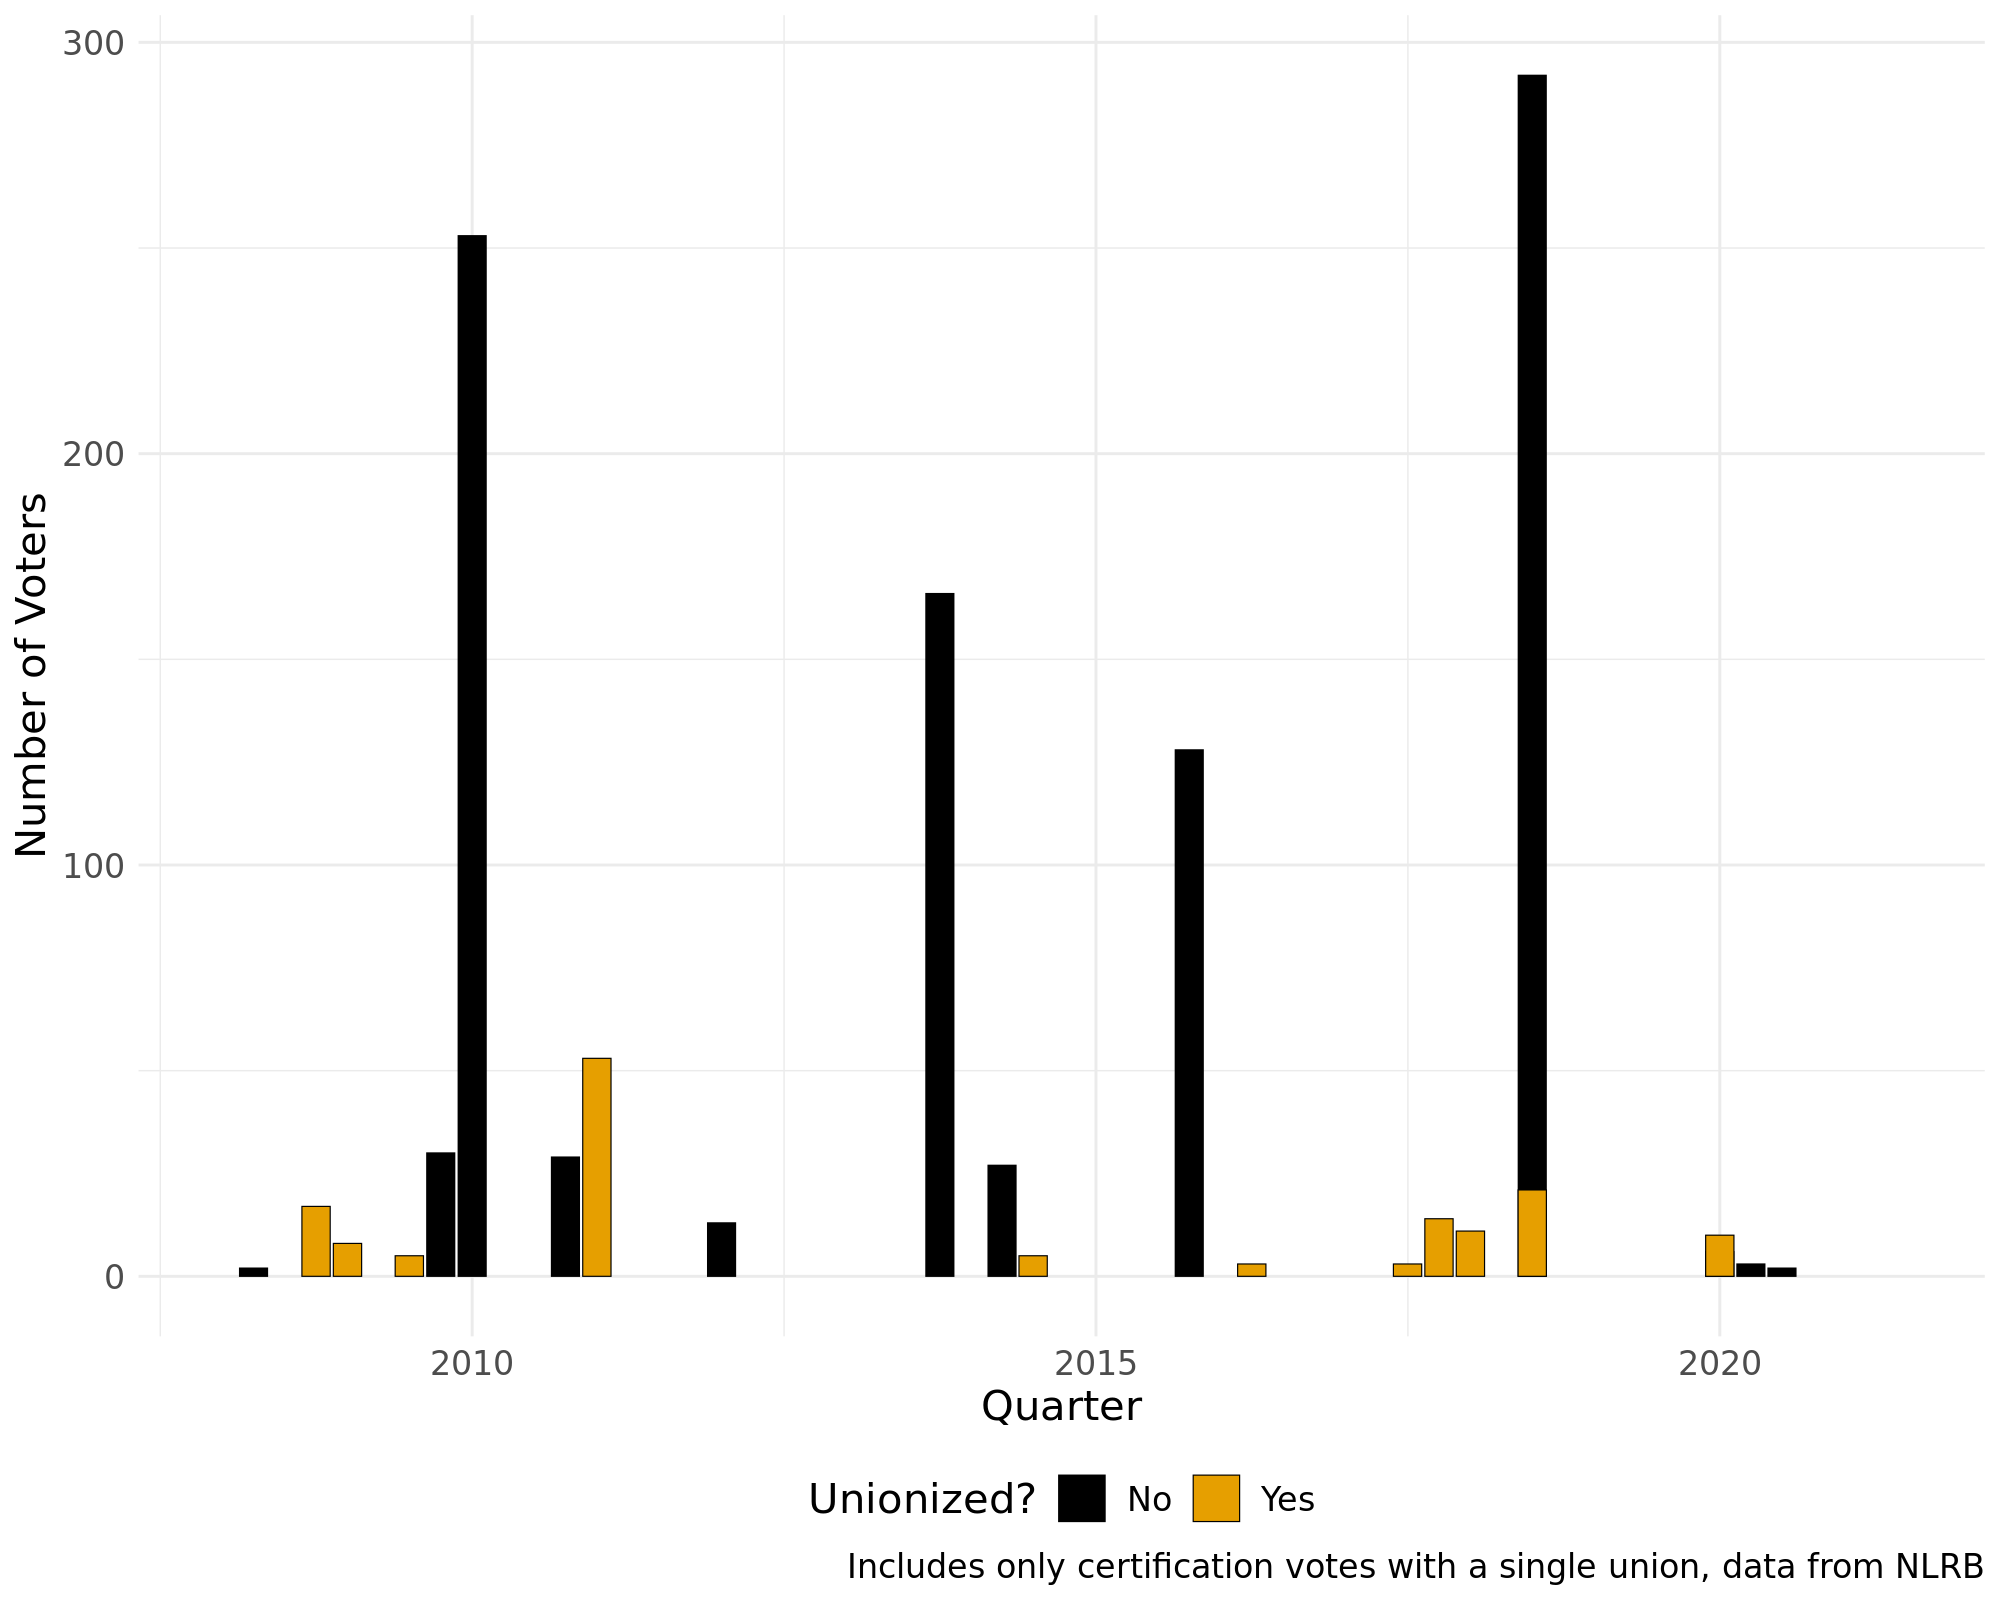 300
200
100
0
Number of Voters
2010 2015 2020
Quarter
Unionized? No Yes
Includes only certification votes with a single union, data from NLRB